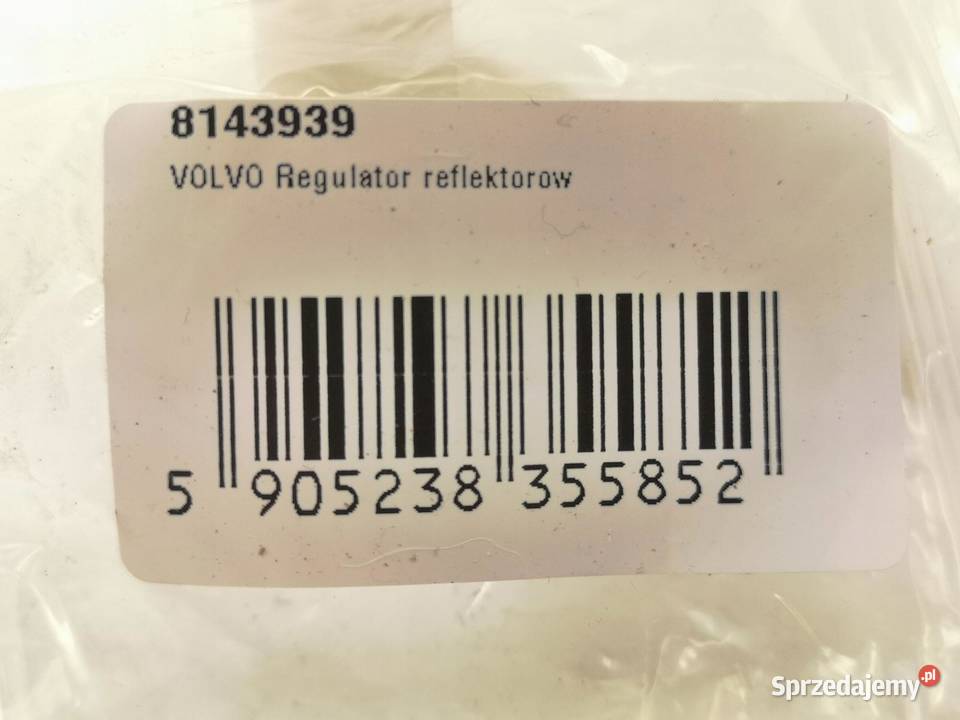 8143939
VOLVO Regulator reflektorow
5 905238 355852
Sprzedajemy.pl